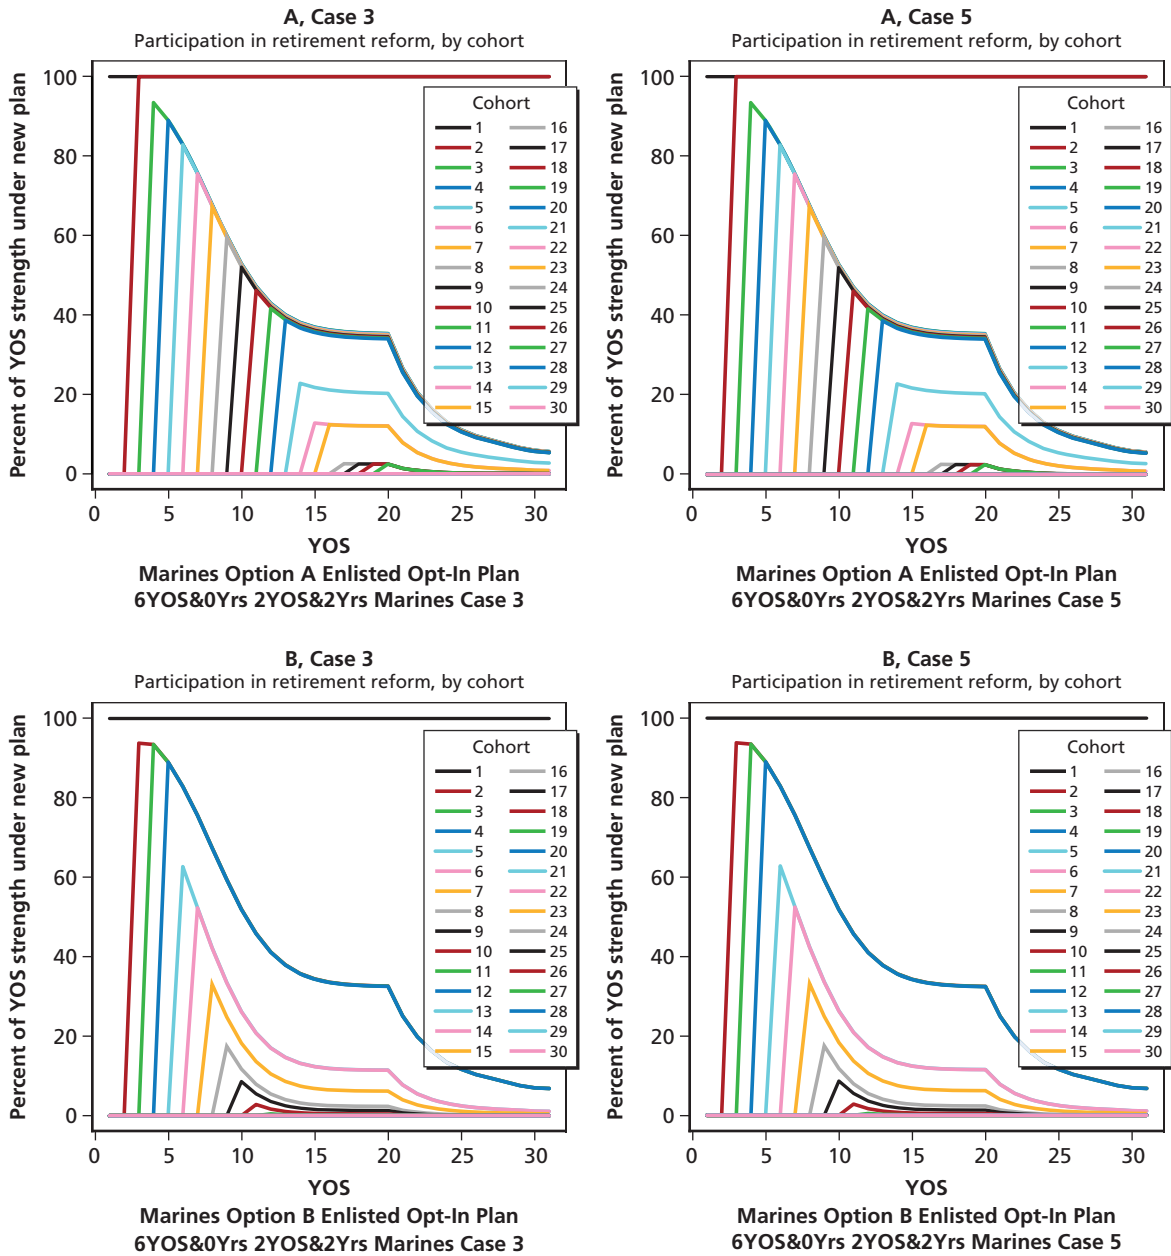 A, Case 3
Participation in retirement reform, by cohort
Percent of YOS strength under new plan
100
80
60
40
20
0
0 5 10 15 20 25 30
YOS
Cohort
1 16
2 17
3 18
4 19
5 20
6 21
7 22
8 23
9 24
10 25
11 26
12 27
13 28
14 29
15 30
Marines Option A Enlisted Opt-In Plan
6YOS&0Yrs 2YOS&2Yrs Marines Case 3
A, Case 5
Participation in retirement reform, by cohort
Percent of YOS strength under new plan
100
80
60
40
20
0
0 5 10 15 20 25 30
YOS
Cohort
1 16
2 17
3 18
4 19
5 20
6 21
7 22
8 23
9 24
10 25
11 26
12 27
13 28
14 29
15 30
Marines Option A Enlisted Opt-In Plan
6YOS&0Yrs 2YOS&2Yrs Marines Case 5
B, Case 3
Participation in retirement reform, by cohort
Percent of YOS strength under new plan
100
80
60
40
20
0
0 5 10 15 20 25 30
YOS
Cohort
1 16
2 17
3 18
4 19
5 20
6 21
7 22
8 23
9 24
10 25
11 26
12 27
13 28
14 29
15 30
Marines Option B Enlisted Opt-In Plan
6YOS&0Yrs 2YOS&2Yrs Marines Case 3
B, Case 5
Participation in retirement reform, by cohort
Percent of YOS strength under new plan
100
80
60
40
20
0
0 5 10 15 20 25 30
YOS
Cohort
1 16
2 17
3 18
4 19
5 20
6 21
7 22
8 23
9 24
10 25
11 26
12 27
13 28
14 29
15 30
Marines Option B Enlisted Opt-In Plan
6YOS&0Yrs 2YOS&2Yrs Marines Case 5